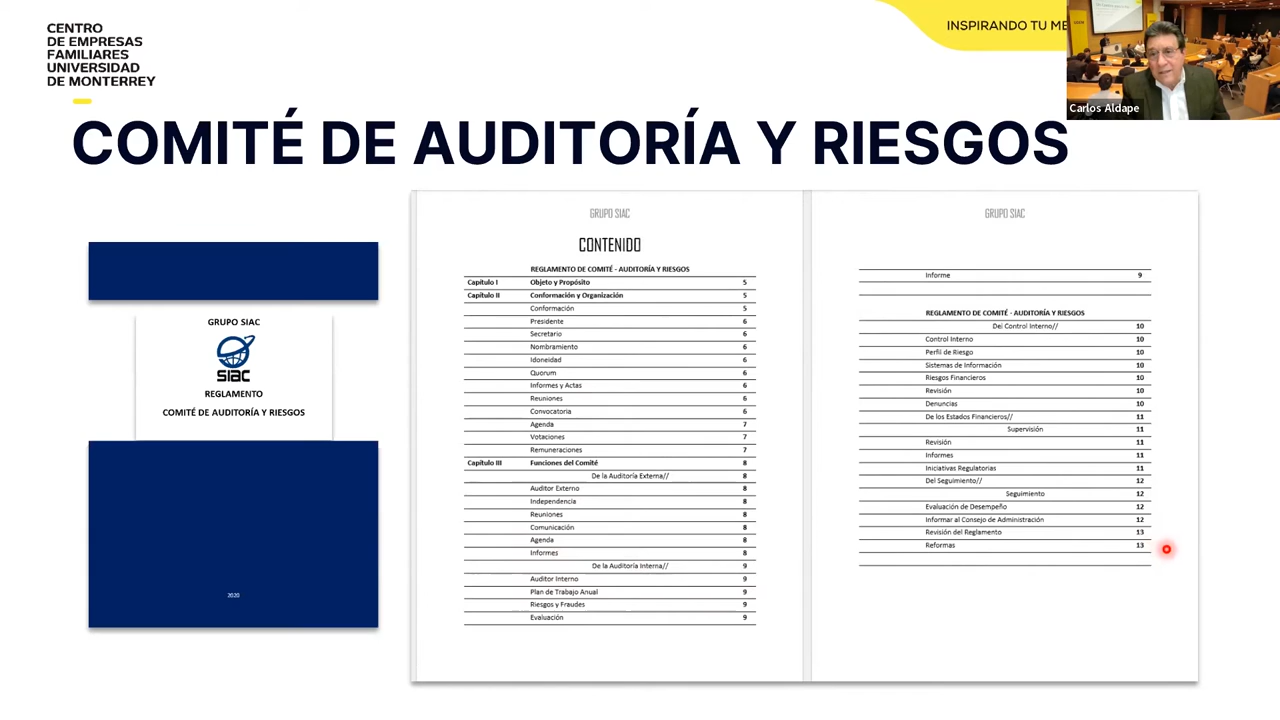 CENTRO
DE EMPRESAS
FAMILIARES
UNIVERSIDAD
DE MONTERREY
INSPIRANDO TU ME
Carlos Aldape
COMITÉ DE AUDITORÍA Y RIESGOS
GRUPO SIAC
SIAC
REGLAMENTO
COMITÉ DE AUDITORÍA Y RIESGOS
2020
GRUPO SIAC
CONTENIDO
REGLAMENTO DE COMITÉ - AUDITORÍA Y RIESGOS
Capítulo I Objeto y Propósito 5
Capítulo II Conformación y Organización 5
Conformación 5
Presidente 6
Secretario 6
Nombramiento 6
Idoneidad 6
Quorum 6
Informes y Actas 6
Reuniones 6
Convocatoria 6
Agenda 7
Votaciones 7
Remuneraciones 7
Capítulo III Funciones del Comité 8
De la Auditoría Externa// 8
Auditor Externo 8
Independencia 8
Reuniones 8
Comunicación 8
Agenda 8
Informes 8
De la Auditoría Interna// 9
Auditor Interno 9
Plan de Trabajo Anual 9
Riesgos y Fraudes 9
Evaluación 9
GRUPO SIAC
Informe 9
REGLAMENTO DE COMITÉ - AUDITORÍA Y RIESGOS
Del Control Interno// 10
Control Interno 10
Perfil de Riesgo 10
Sistemas de Información 10
Riesgos Financieros 10
Revisión 10
Denuncias 10
De los Estados Financieros// 11
Supervisión 11
Revisión 11
Informes 11
Iniciativas Regulatorias 11
Del Seguimiento// 12
Seguimiento 12
Evaluación de Desempeño 12
Informar al Consejo de Administración 12
Revisión del Reglamento 13
Reformas 13